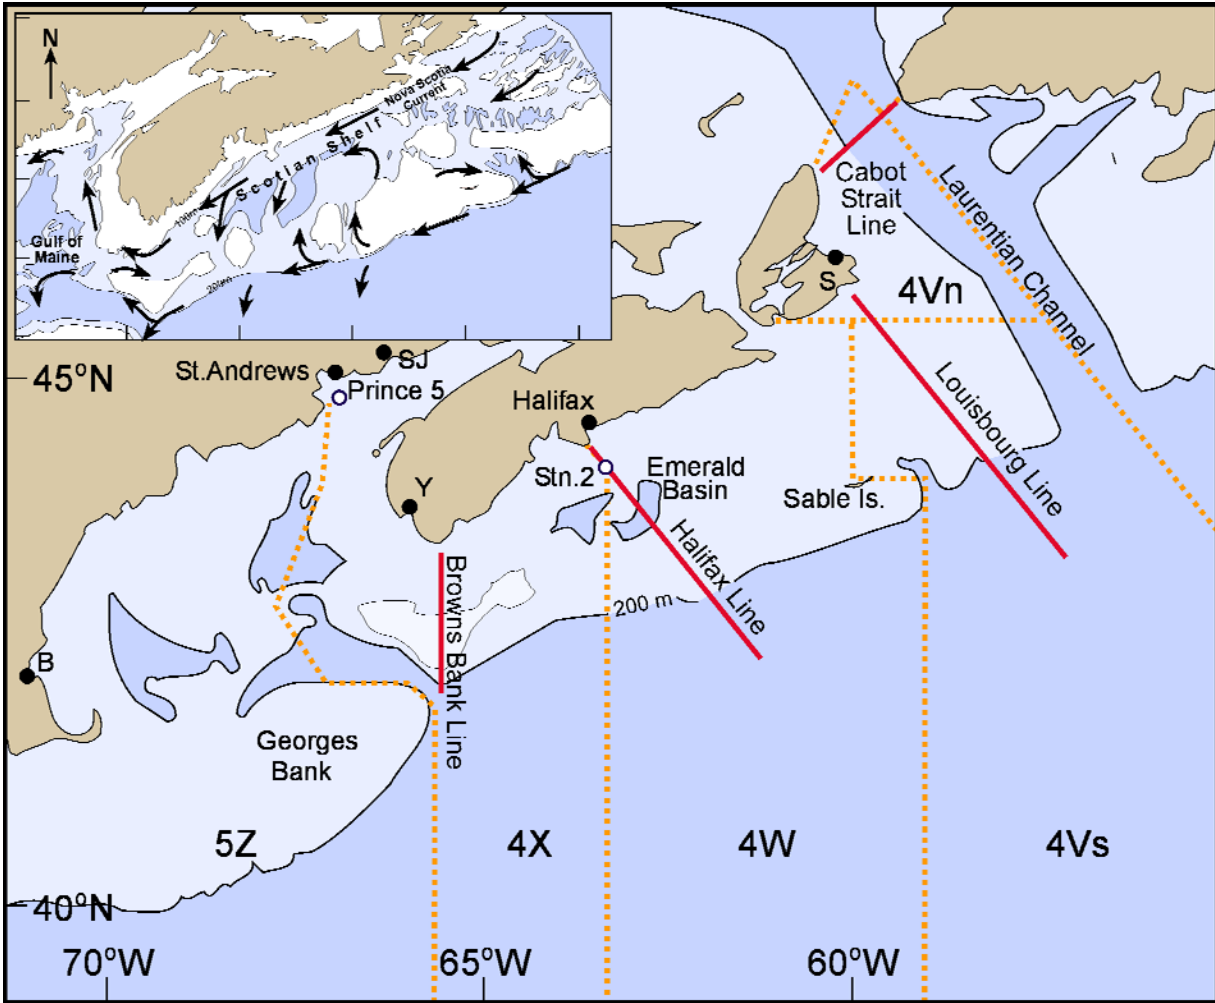 N
Nova Scotia
Current
Scotian Shelf
100m
Gulf of
Maine
200m
Cabot
Strait
Line
Laurentian Channel
S
4Vn
SJ
St.Andrews
45°N
Prince 5
Halifax
Louisbourg Line
Stn.2
Emerald
Basin
Y
Sable Is.
Halifax Line
Browns Bank Line
200 m
B
Georges
Bank
5Z
4X
4W
4Vs
40°N
70°W
65°W
60°W